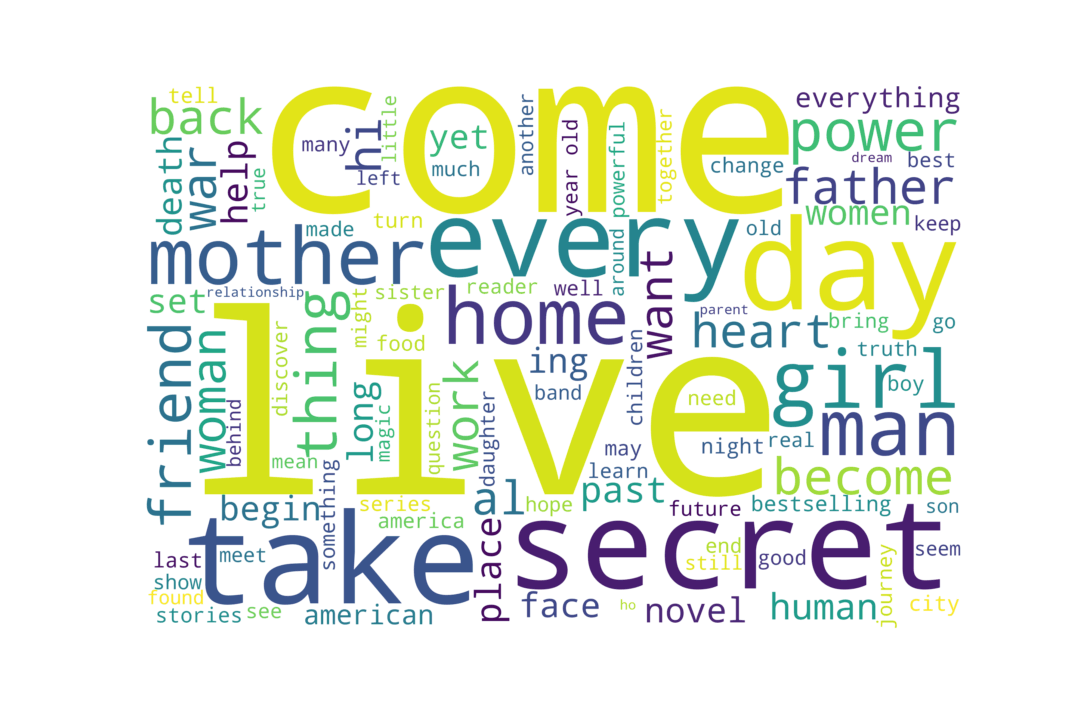 tell
come
everything
back
many
hi
little
yet
another
year old
powerful
together
power
death
war
help
true
left
much
change
dream
best
father
turn
women
keep
mother
made
every
around
old
day
set
relationship
sister
reader
well
want
might
home
parent
heart
bring
go
friend
woman
behind
discover
thing
live
food
ing
band
children
truth
girl
boy
long
magic
question
work
daughter
need
man
mean
may
night
real
something
learn
become
begin
series
al
hope
past
future
bestselling
son
america
take
secret
last
meet
place
end
still
good
journey
seem
show
found
stories
see
american
face
ho
novel
human
city